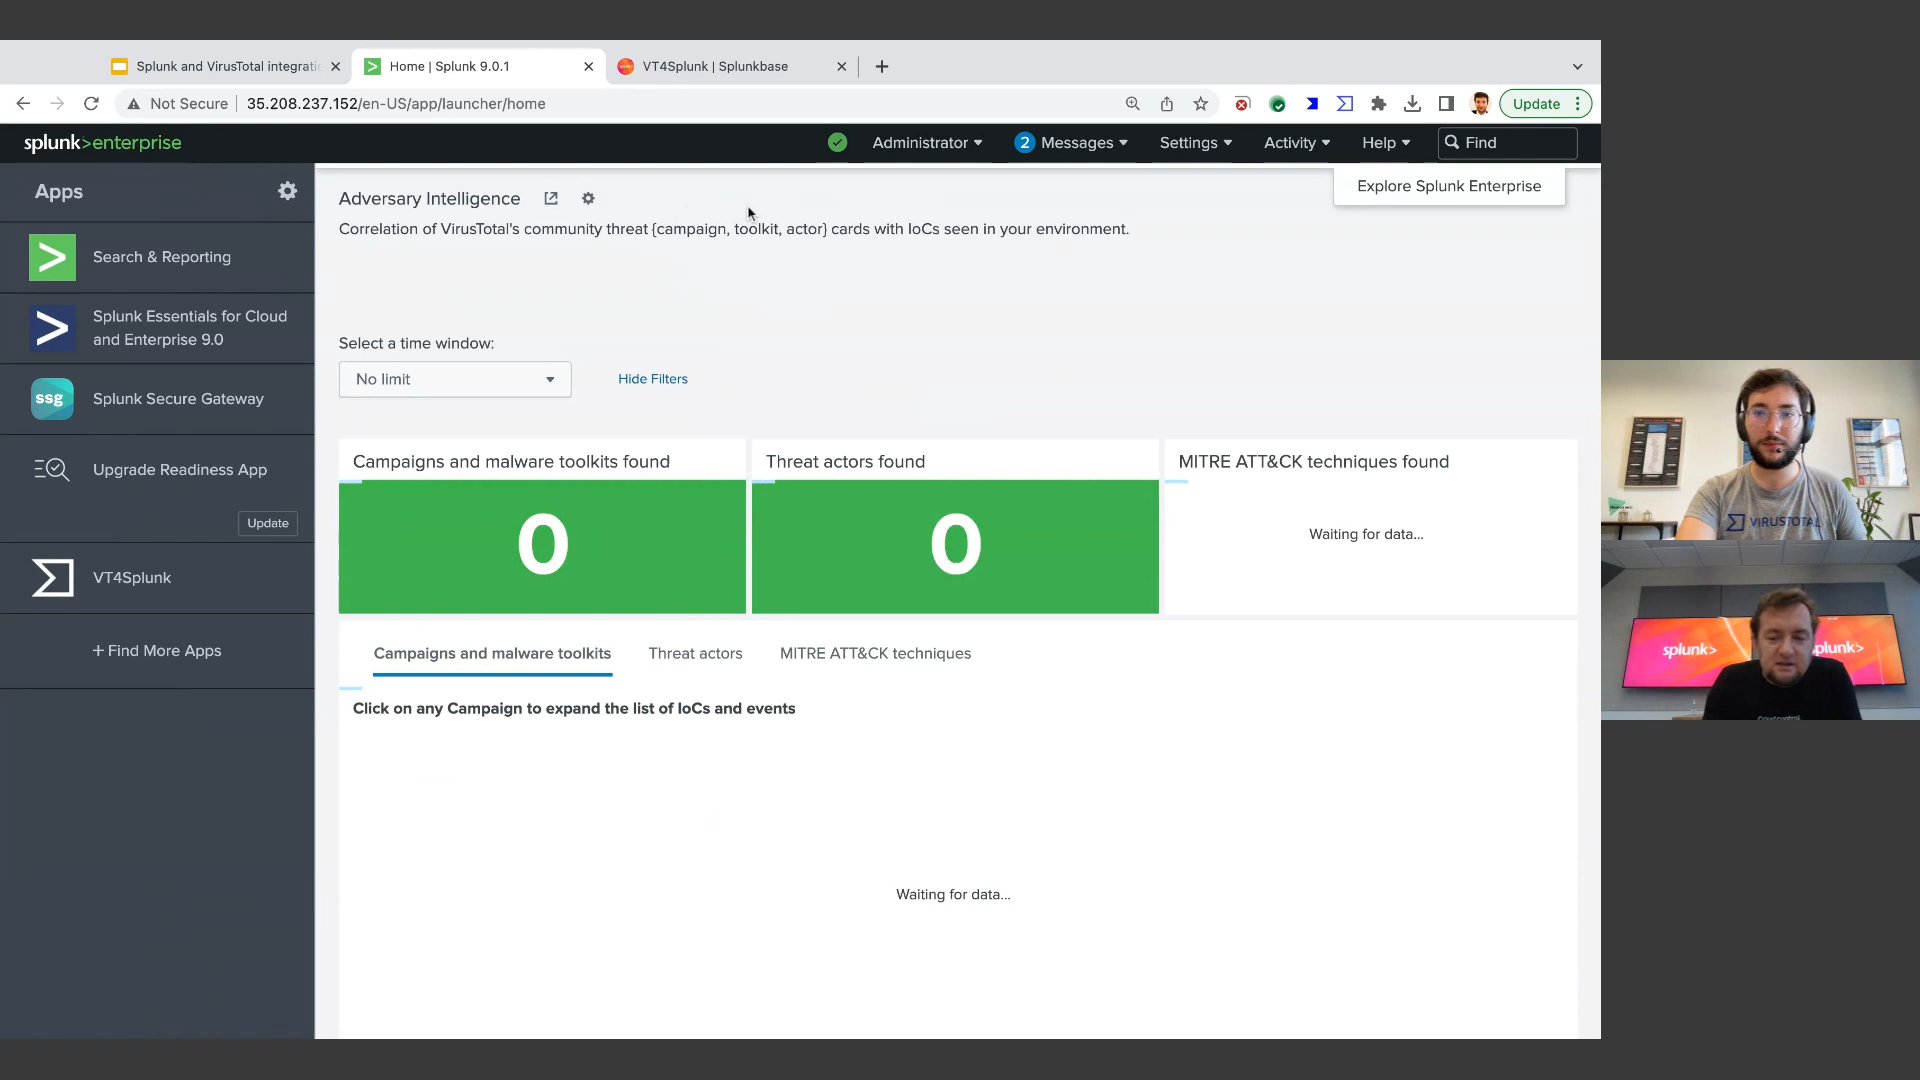 Splunk and VirusTotal integratio
Home | Splunk 9.0.1
VT4Splunk | Splunkbase
Not Secure
35.208.237.152/en-US/app/launcher/home
Update
splunk>enterprise
Administrator
2 Messages
Settings
Activity
Help
Find
Explore Splunk Enterprise
Apps
Search & Reporting
Splunk Essentials for Cloud
and Enterprise 9.0
ssg
Splunk Secure Gateway
Upgrade Readiness App
Update
VT4Splunk
+ Find More Apps
Adversary Intelligence
Correlation of VirusTotal's community threat {campaign, toolkit, actor} cards with IoCs seen in your environment.
Select a time window:
No limit
Hide Filters
Campaigns and malware toolkits found
0
Threat actors found
0
MITRE ATT&CK techniques found
Waiting for data...
Campaigns and malware toolkits
Threat actors
MITRE ATT&CK techniques
Click on any Campaign to expand the list of IoCs and events
Waiting for data...
VIRUSTOTAL
splunk>
plunk>